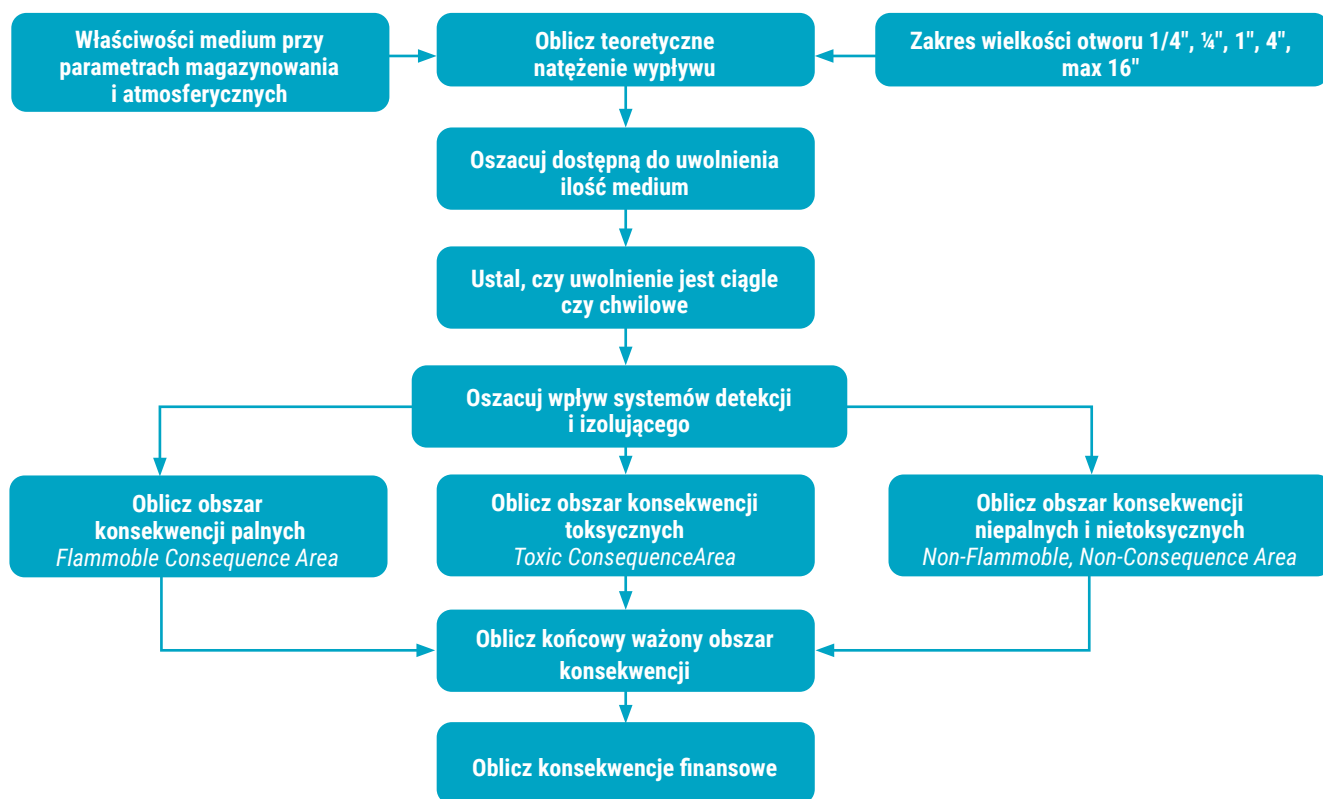 Właściwości medium przy
parametrach magazynowania
i atmosferycznych
Oblicz teoretyczne
natężenie wypływu
Zakres wielkości otworu 1/4", ¼", 1", 4",
max 16"
Oszacuj dostępną do uwolnienia
ilość medium
Ustal, czy uwolnienie jest ciągle
czy chwilowe
Oszacuj wpływ systemów detekcji
i izolującego
Oblicz obszar
konsekwencji palnych
Flammoble Consequence Area
Oblicz obszar konsekwencji
toksycznych
Toxic ConsequenceArea
Oblicz obszar konsekwencji
niepalnych i nietoksycznych
Non-Flammoble, Non-Consequence Area
Oblicz końcowy ważony obszar
konsekwencji
Oblicz konsekwencje finansowe